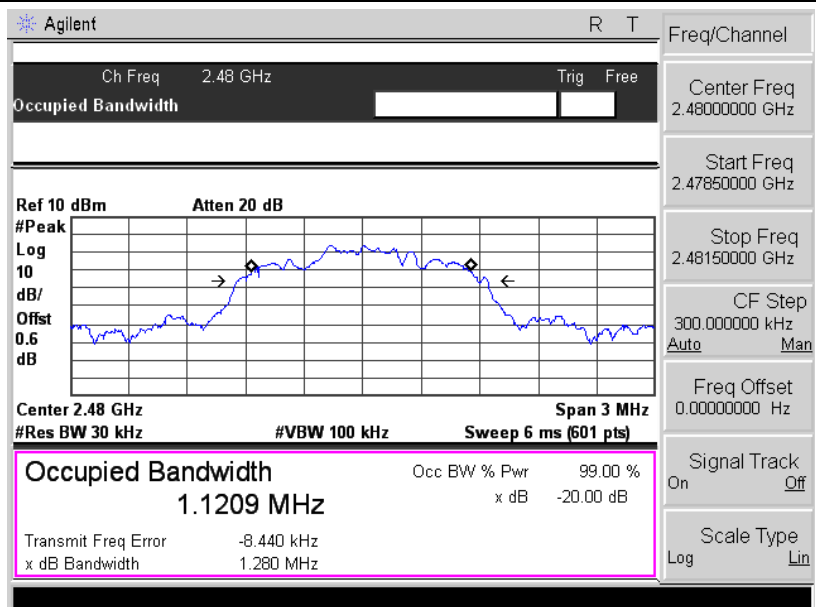 Agilent R T
Freq/Channel
Ch Freq 2.48 GHz Trig Free
Occupied Bandwidth
Center Freq
2.48000000 GHz
Start Freq
2.47850000 GHz
Stop Freq
2.48150000 GHz
CF Step
300.000000 kHz
Auto Man
Freq Offset
0.00000000 Hz
Signal Track
On Off
Scale Type
Log Lin
Ref 10 dBm Atten 20 dB
#Peak
Log
10
dB/
Offst
0.6
dB
Center 2.48 GHz Span 3 MHz
#Res BW 30 kHz #VBW 100 kHz Sweep 6 ms (601 pts)
Occupied Bandwidth
1.1209 MHz
Occ BW % Pwr 99.00 %
x dB -20.00 dB
Transmit Freq Error -8.440 kHz
x dB Bandwidth 1.280 MHz